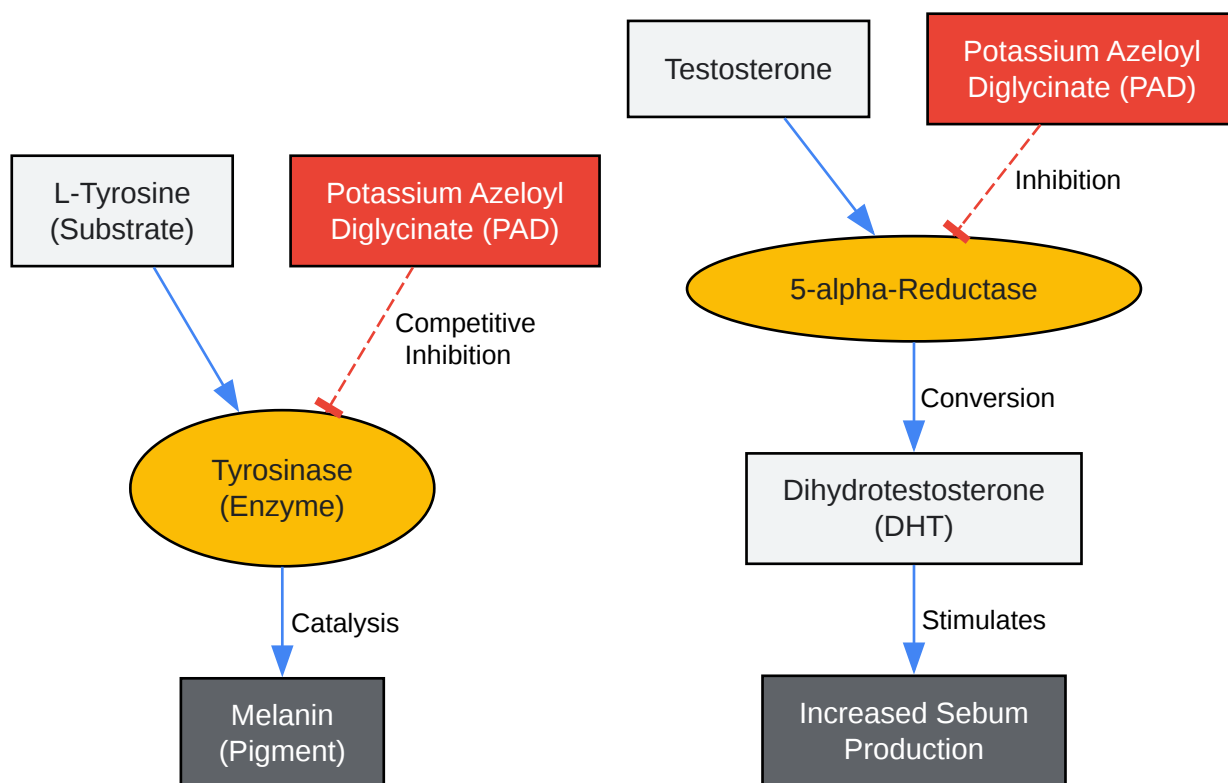 L-Tyrosine
(Substrate)
Potassium Azeloyl
Diglycinate (PAD)
Competitive
Inhibition
Tyrosinase
(Enzyme)
Catalysis
Melanin
(Pigment)
Testosterone
Potassium Azeloyl
Diglycinate (PAD)
Inhibition
5-alpha-Reductase
Conversion
Dihydrotestosterone
(DHT)
Stimulates
Increased Sebum
Production